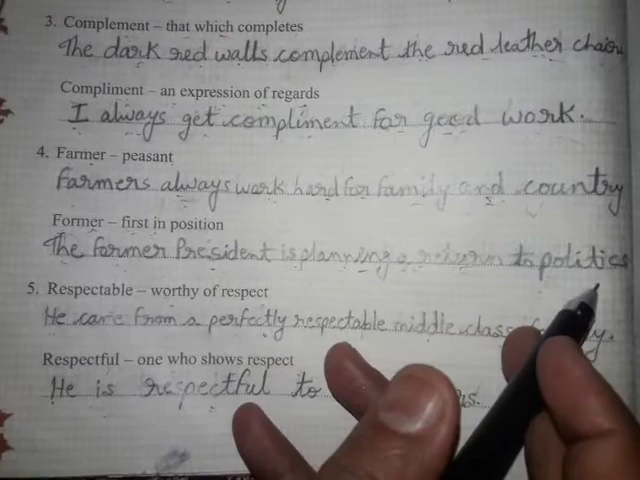 3. Complement – that which completes
The dark red walls complement the red leather chairs
Compliment – an expression of regards
I always get compliment for good work.
4. Farmer – peasant
Farmers always work hard for family and country
Former – first in position
The former President is planning a return to politics
5. Respectable – worthy of respect
He came from a perfectly respectable middle class
Respectful – one who shows respect
He is respectful to